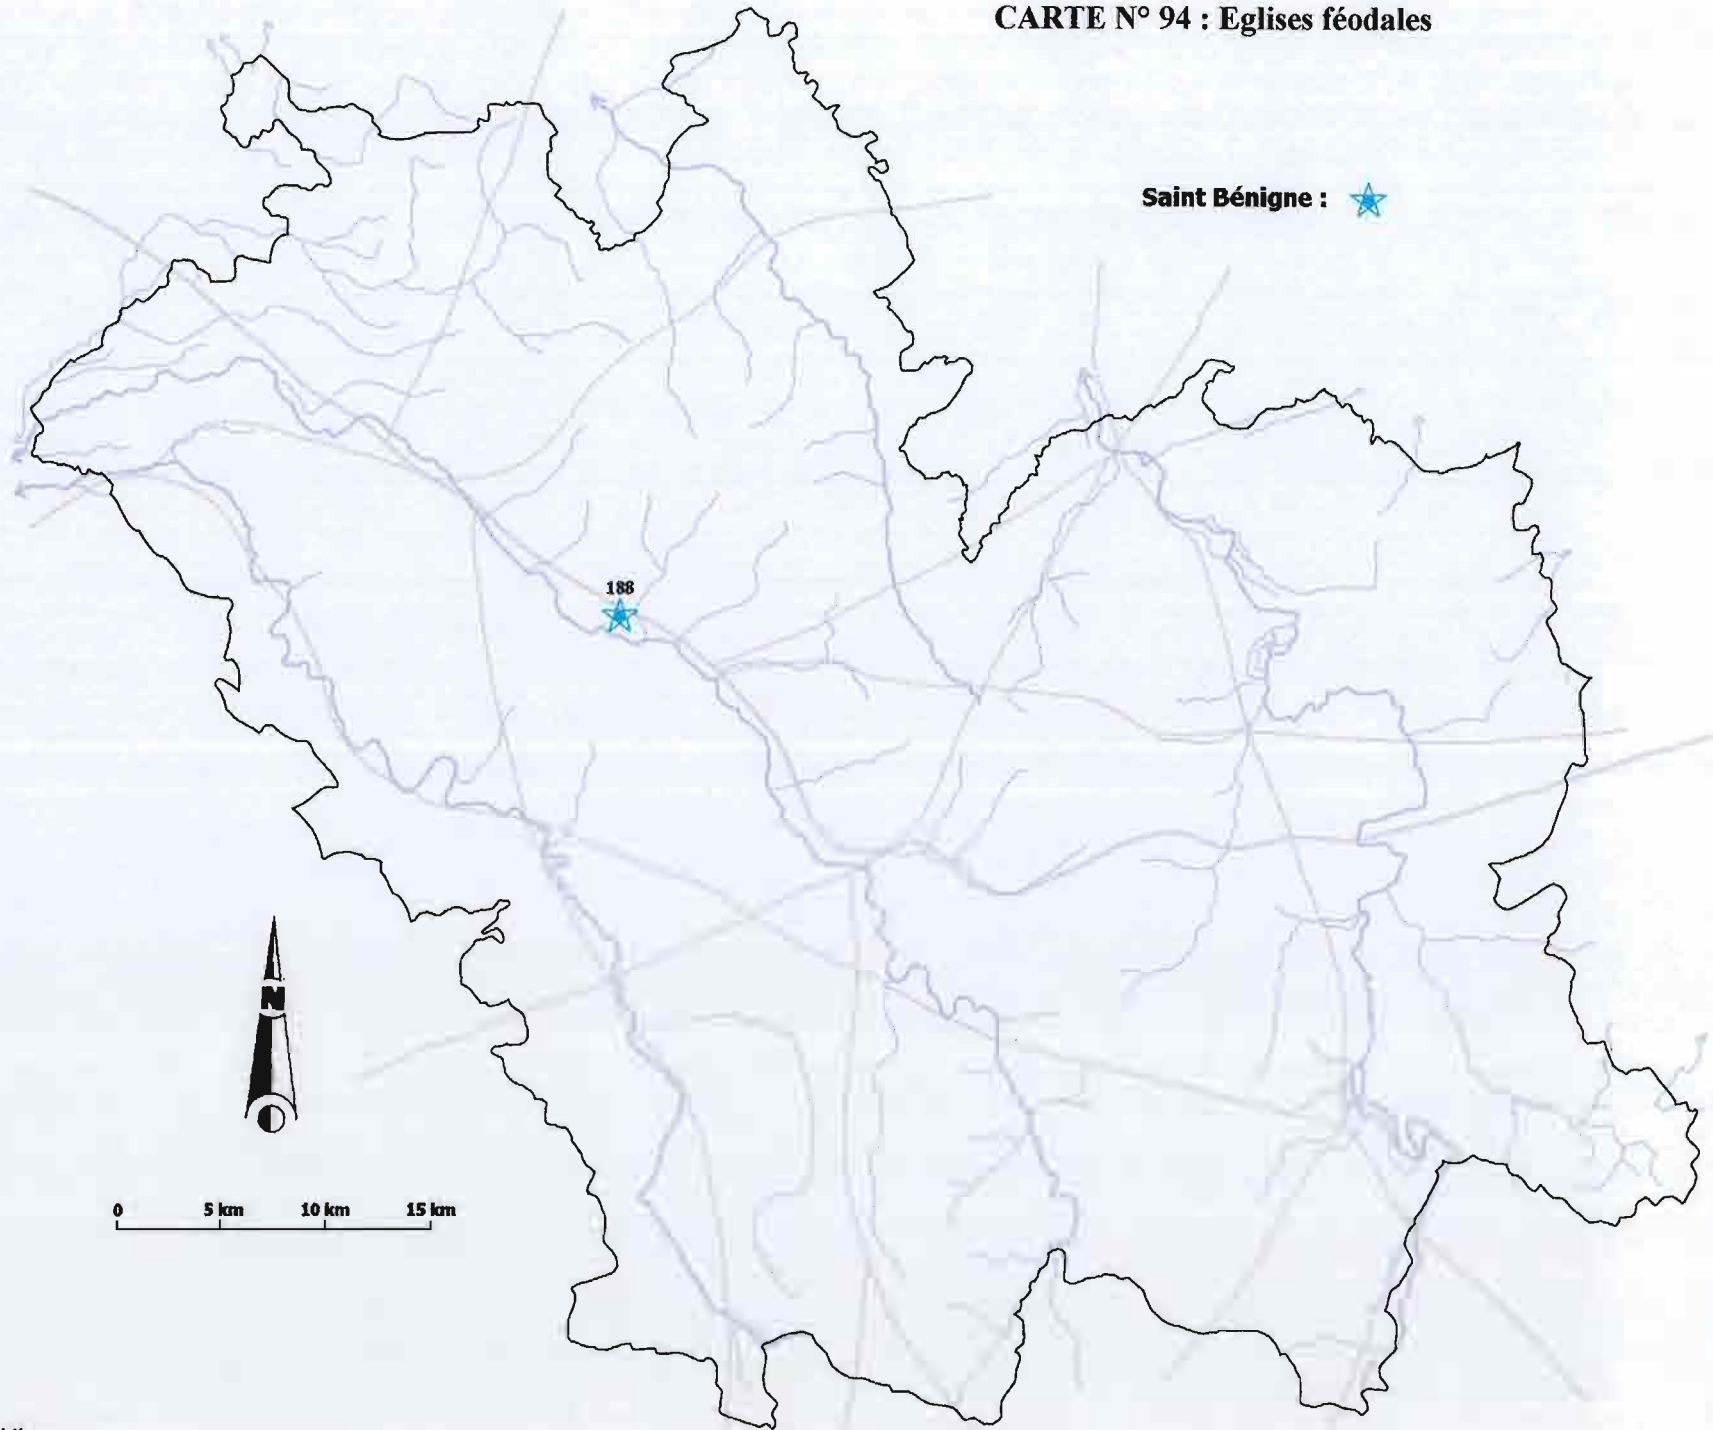 CARTE N° 94 : Eglises féodales
Saint Bénigne :
188
N
0 5 km 10 km 15 km